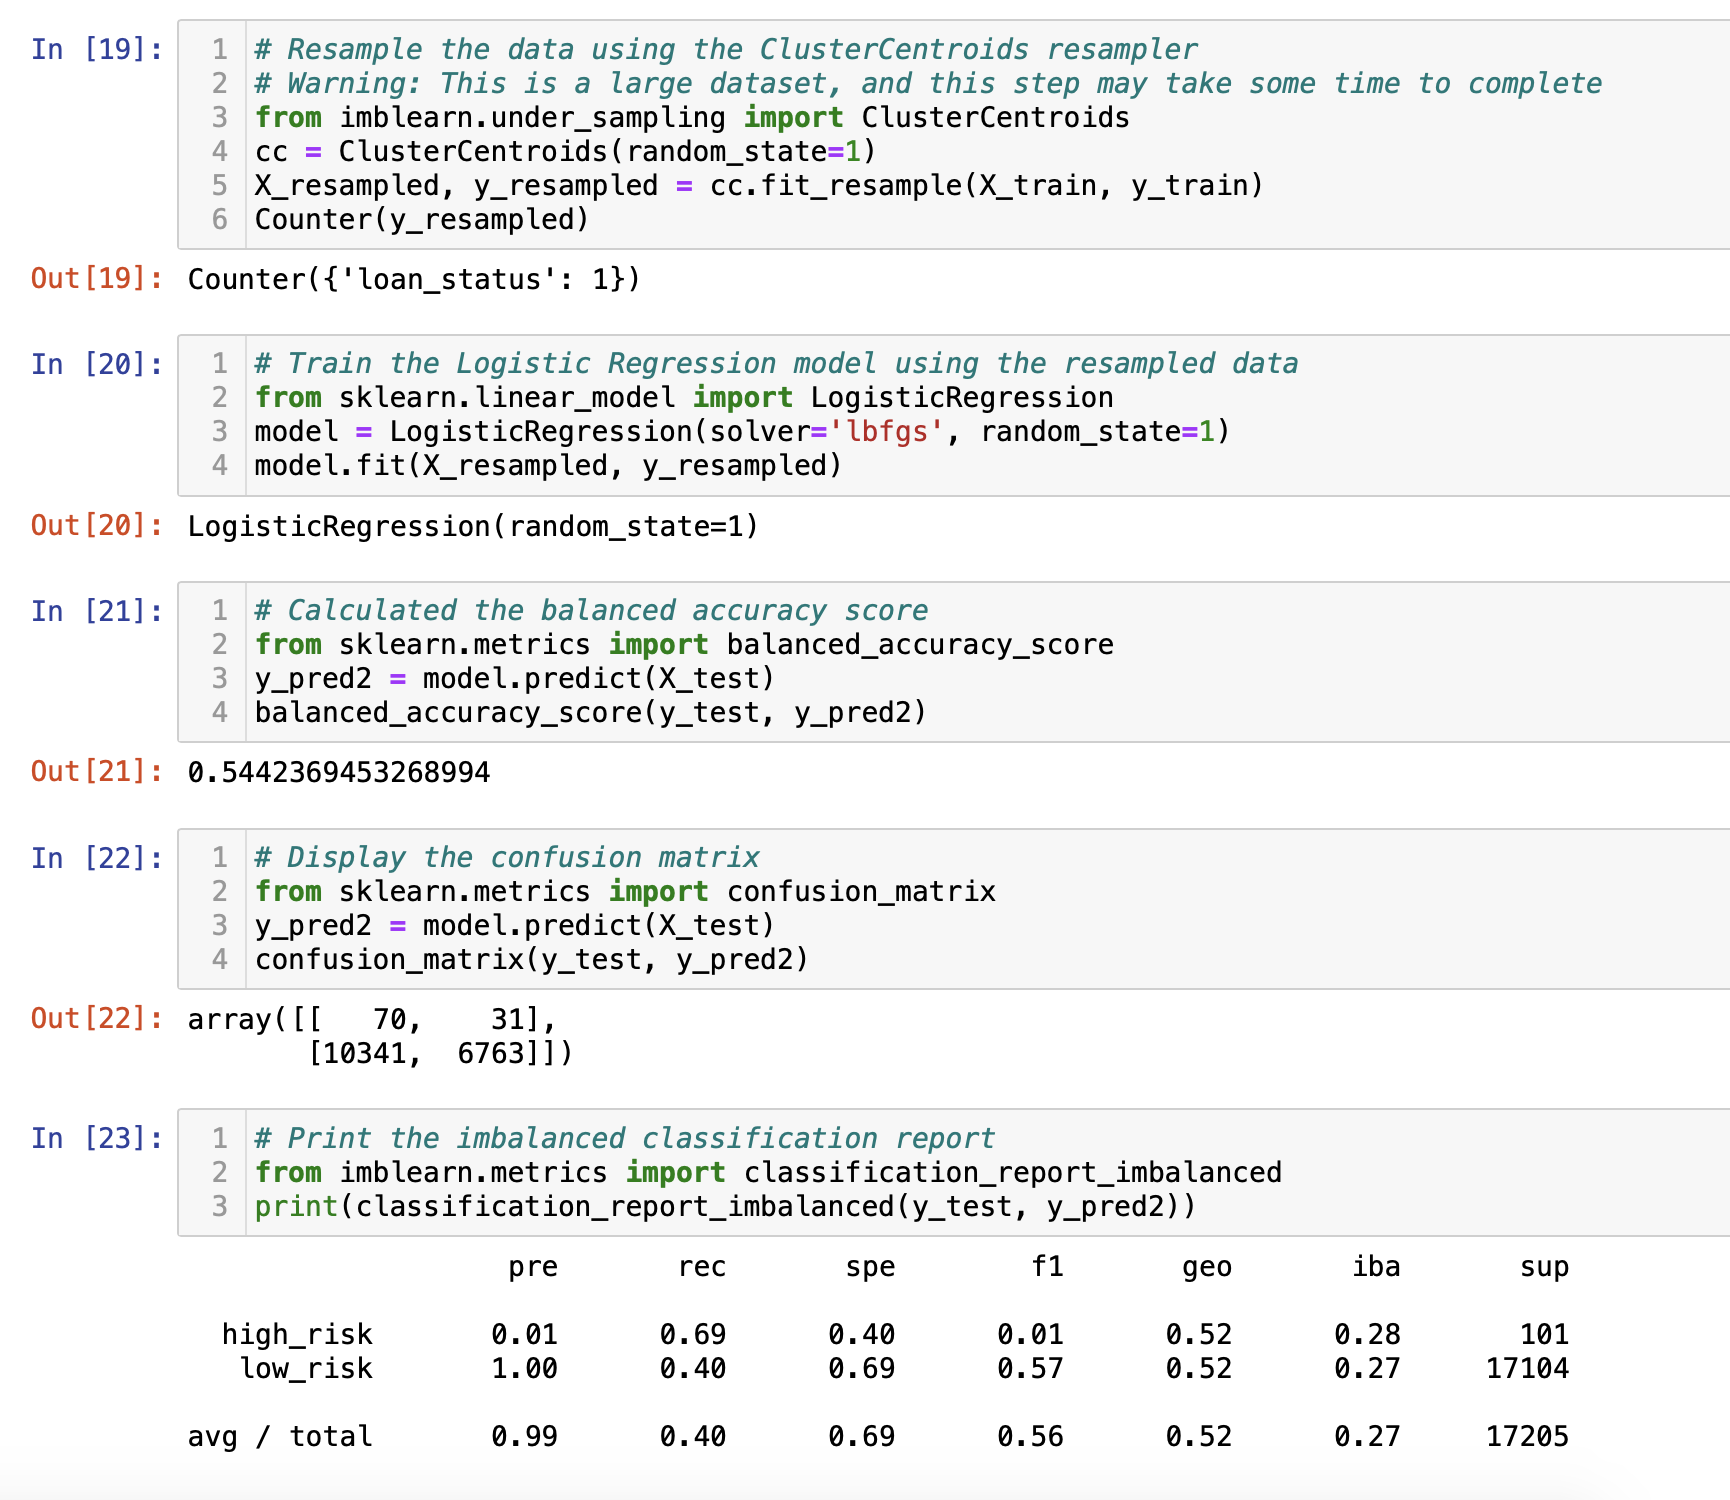 In [19]:
1 # Resample the data using the ClusterCentroids resampler
2 # Warning: This is a large dataset, and this step may take some time to complete
3 from imblearn.under_sampling import ClusterCentroids
4 cc = ClusterCentroids(random_state=1)
5 X_resampled, y_resampled = cc.fit_resample(X_train, y_train)
6 Counter(y_resampled)
Out[19]: Counter({'loan_status': 1})
In [20]:
1 # Train the Logistic Regression model using the resampled data
2 from sklearn.linear_model import LogisticRegression
3 model = LogisticRegression(solver='lbfgs', random_state=1)
4 model.fit(X_resampled, y_resampled)
Out[20]: LogisticRegression(random_state=1)
In [21]:
1 # Calculated the balanced accuracy score
2 from sklearn.metrics import balanced_accuracy_score
3 y_pred2 = model.predict(X_test)
4 balanced_accuracy_score(y_test, y_pred2)
Out[21]: 0.5442369453268994
In [22]:
1 # Display the confusion matrix
2 from sklearn.metrics import confusion_matrix
3 y_pred2 = model.predict(X_test)
4 confusion_matrix(y_test, y_pred2)
Out[22]: array([[   70,    31],
[10341,  6763]])
In [23]:
1 # Print the imbalanced classification report
2 from imblearn.metrics import classification_report_imbalanced
3 print(classification_report_imbalanced(y_test, y_pred2))
pre rec spe f1 geo iba sup
high_risk 0.01 0.69 0.40 0.01 0.52 0.28 101
low_risk 1.00 0.40 0.69 0.57 0.52 0.27 17104
avg / total 0.99 0.40 0.69 0.56 0.52 0.27 17205